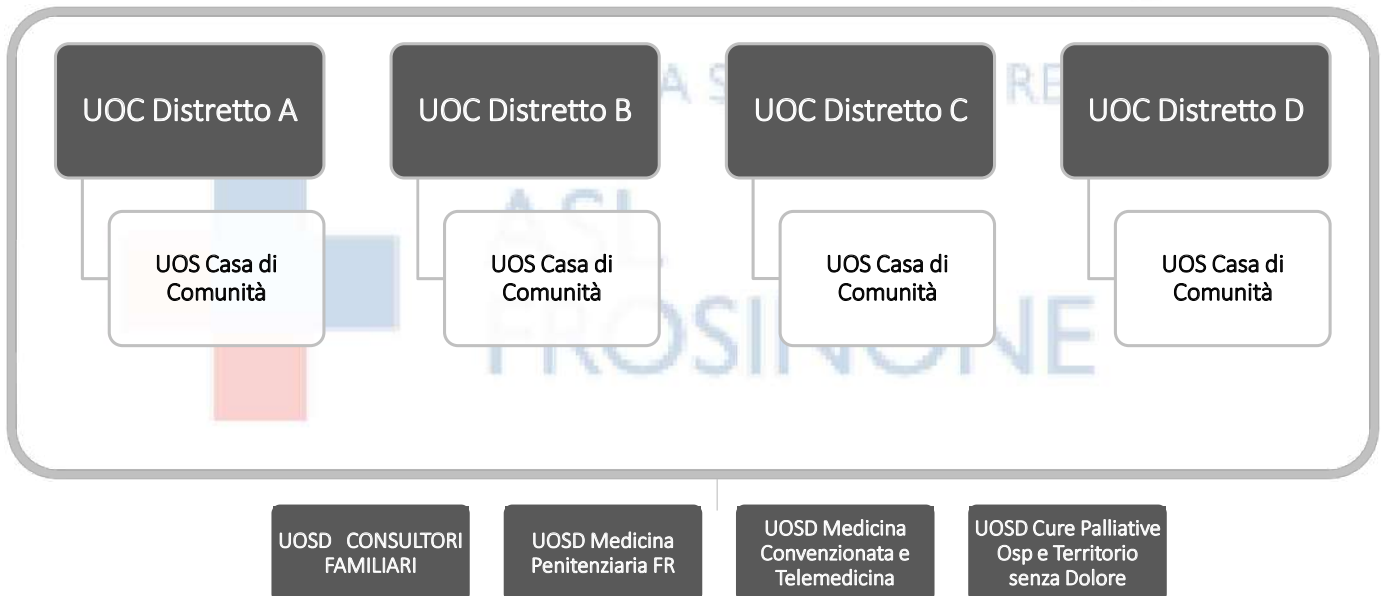 UOC Distretto A
UOC Distretto B
UOC Distretto C
UOC Distretto D
UOS Casa di
Comunità
UOS Casa di
Comunità
UOS Casa di
Comunità
UOS Casa di
Comunità
ASL
FROSINONE
UOSD CONSULTORI
FAMILIARI
UOSD Medicina
Penitenziaria FR
UOSD Medicina
Convenzionata e
Telemedicina
UOSD Cure Palliative
Osp e Territorio
senza Dolore